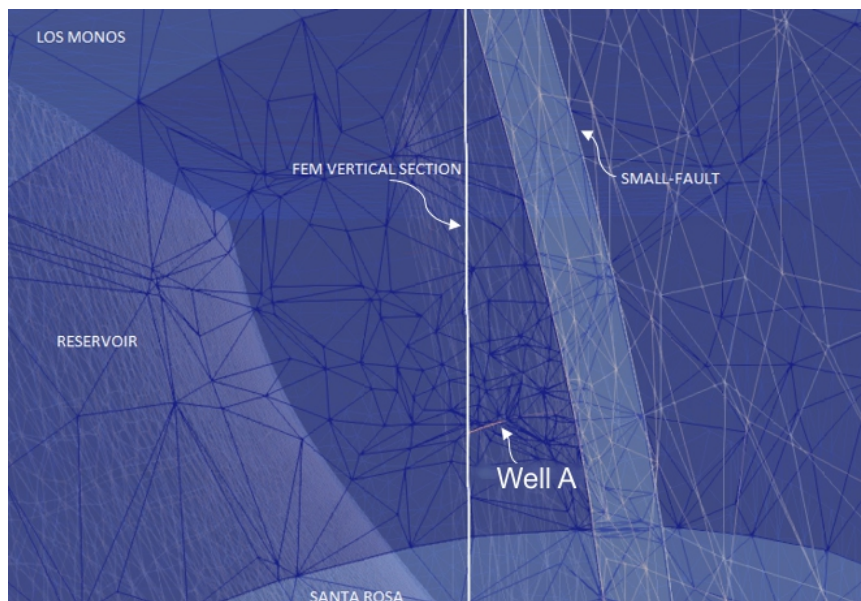 LOS MONOS
FEM VERTICAL SECTION
SMALL-FAULT
RESERVOIR
Well A
SANTA ROSA